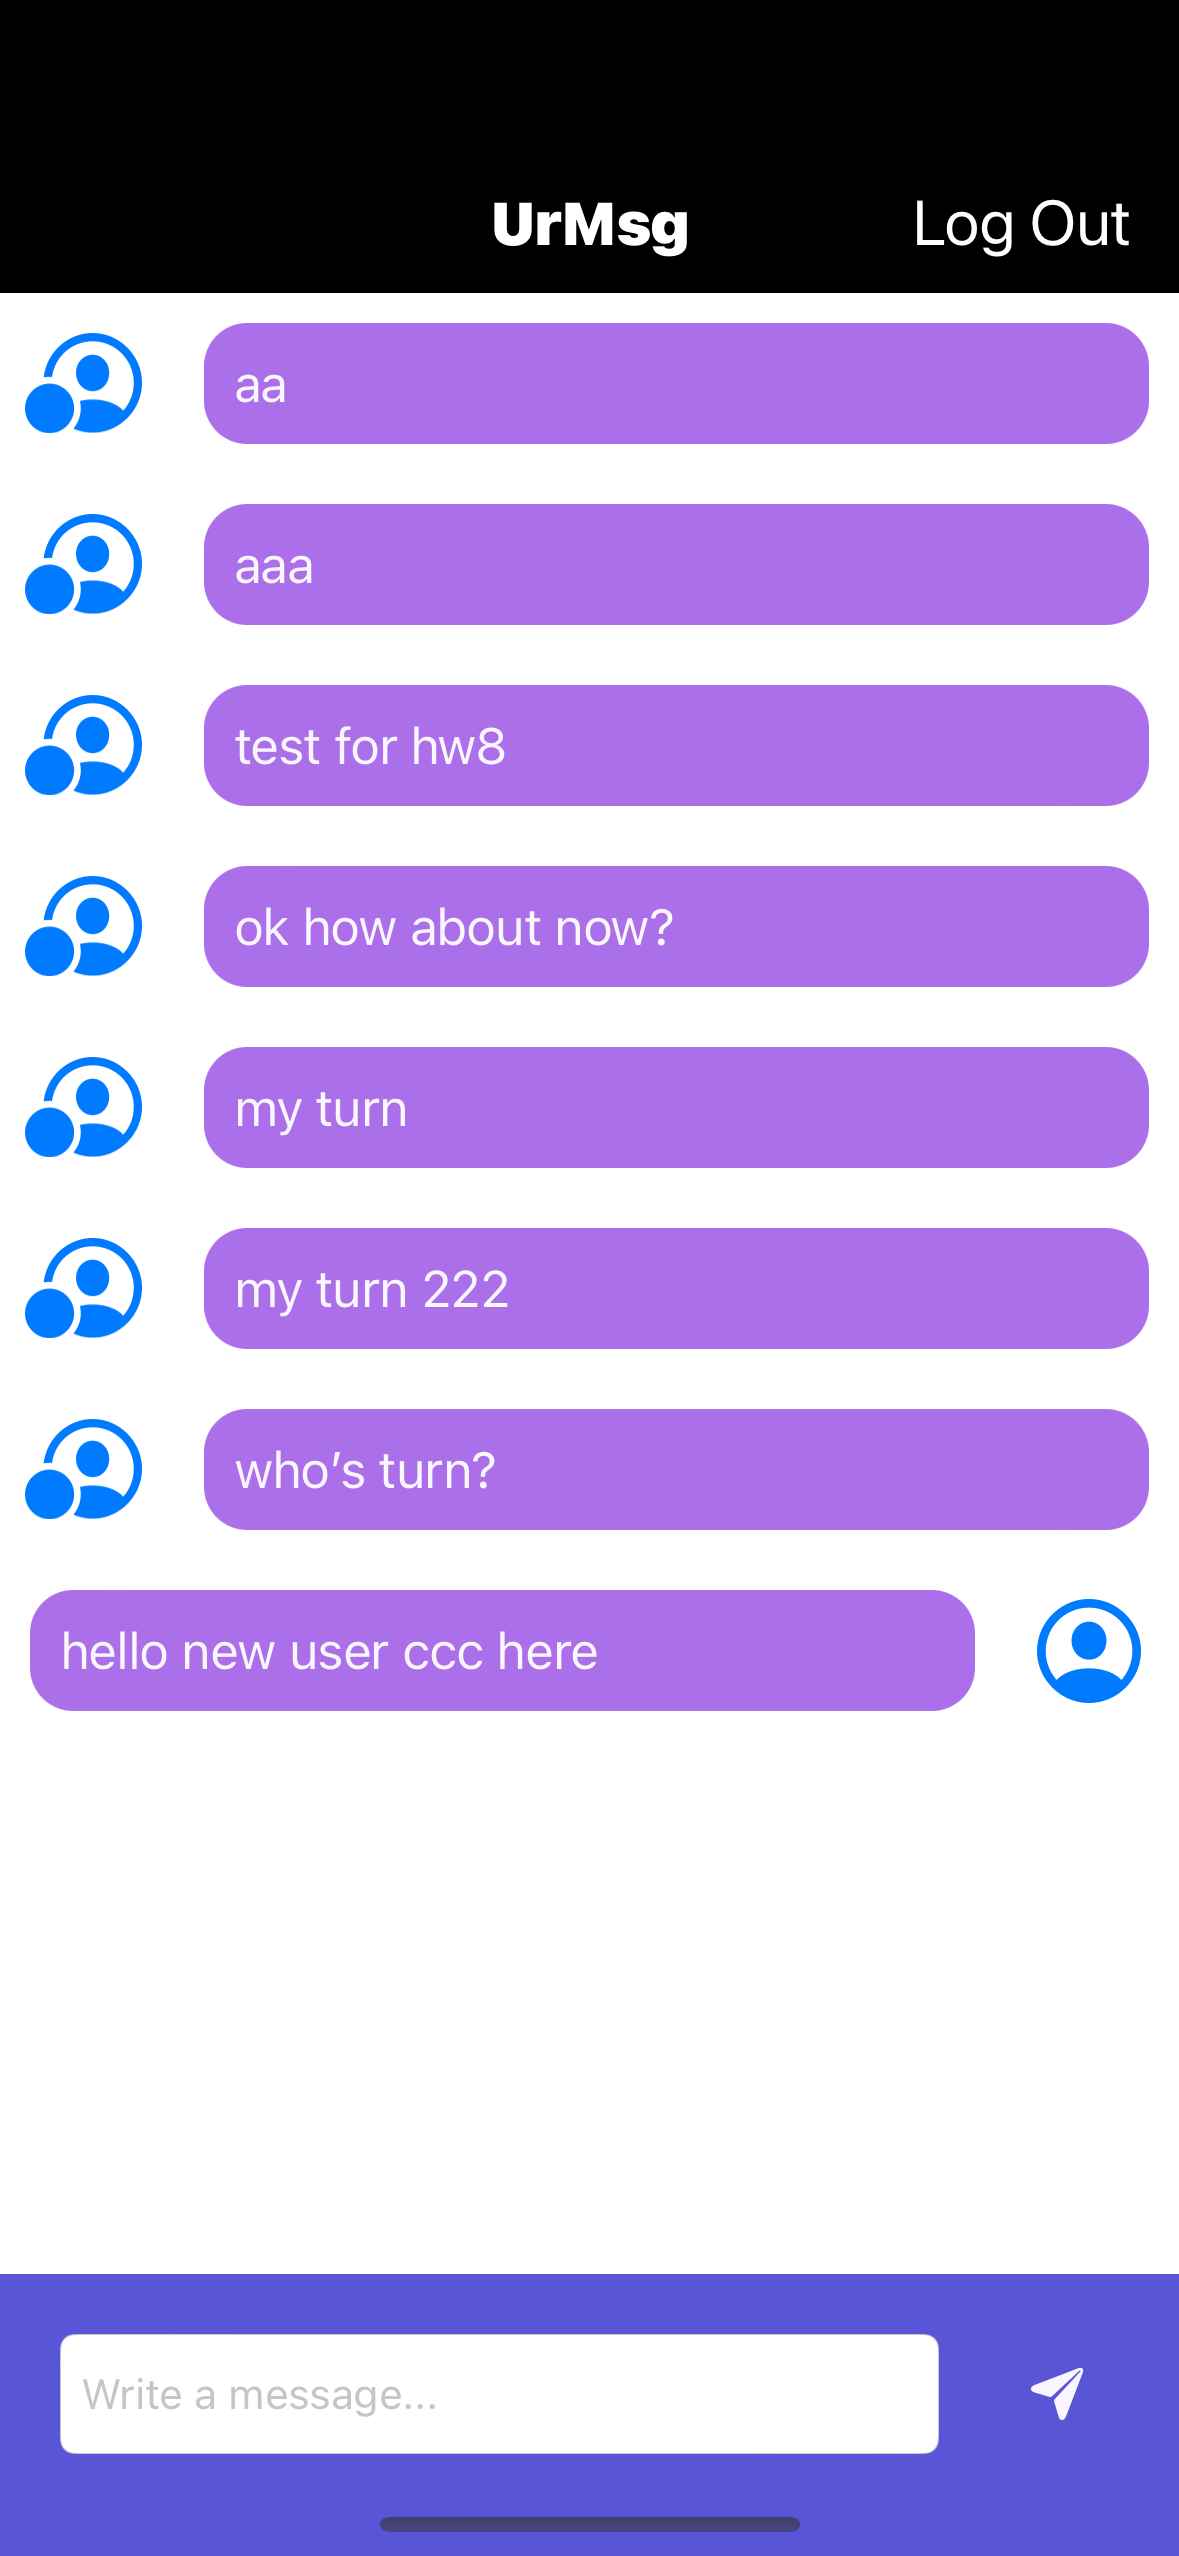 UrMsg
Log Out
aa
aaa
test for hw8
ok how about now?
my turn
my turn 222
who’s turn?
hello new user ccc here
Write a message...